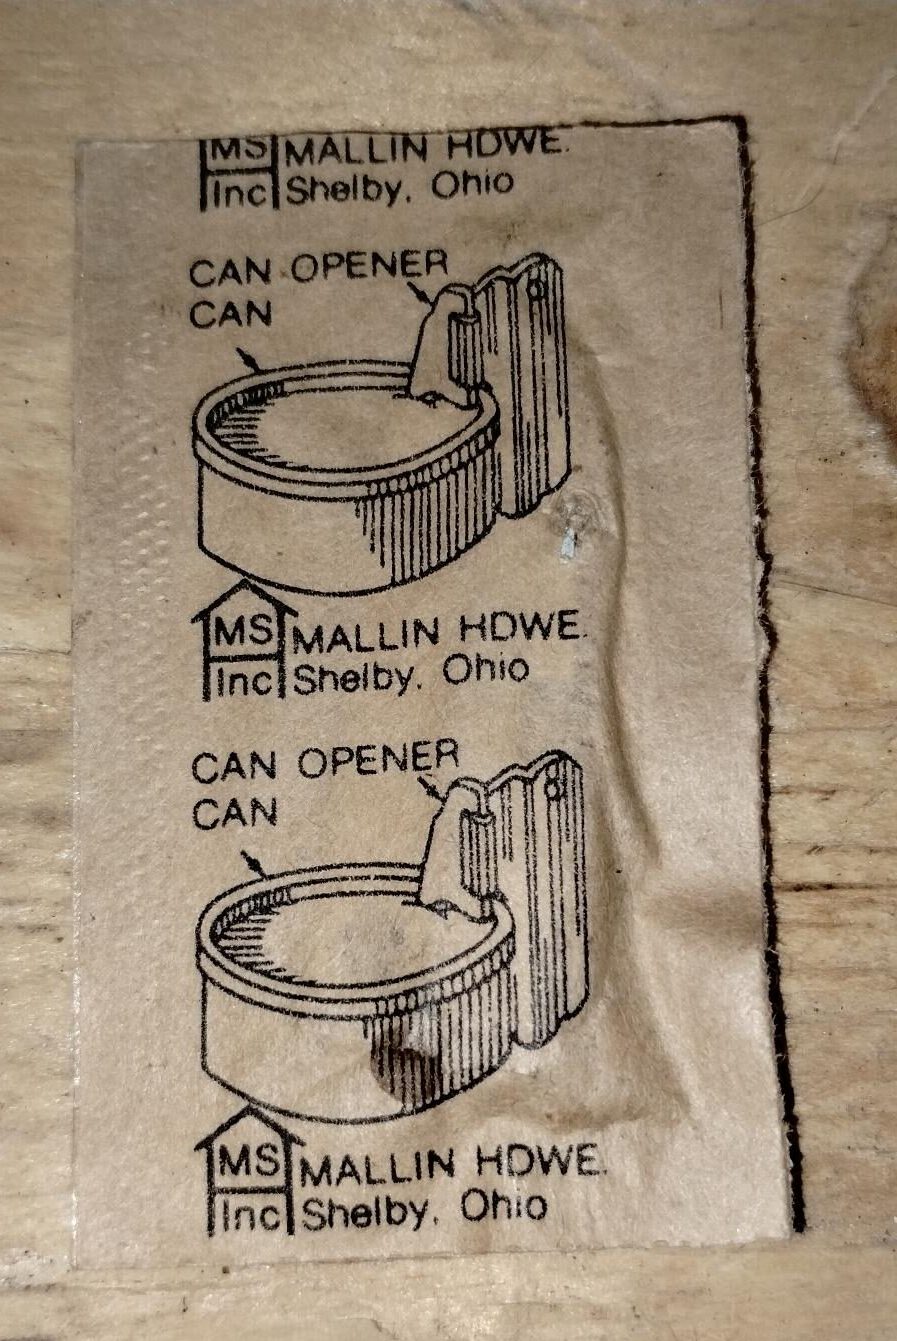 MS MALLIN HDWE.
Inc Shelby, Ohio
CAN OPENER
CAN
MS MALLIN HDWE.
Inc Shelby, Ohio
CAN OPENER
CAN
MS MALLIN HDWE.
Inc Shelby, Ohio